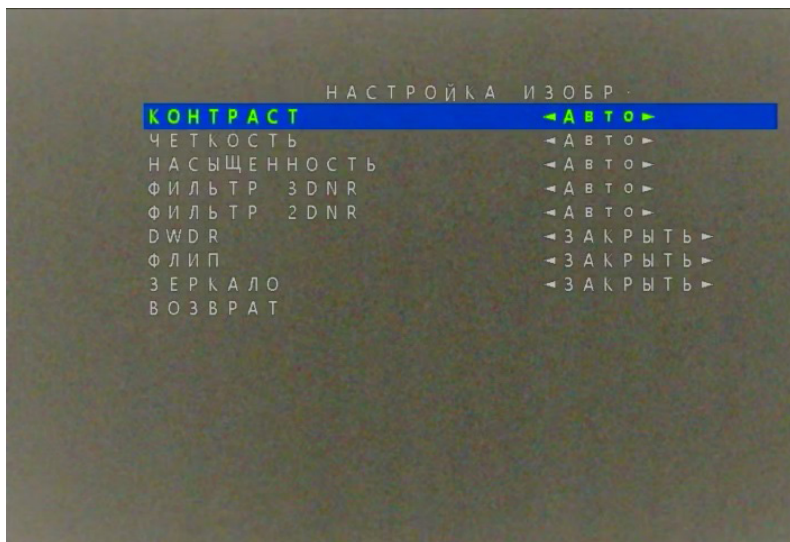 НАСТРОйКА ИЗОБР.
КОНТРАСТ ◄Авто►
ЧЕТКОСТЬ ◄Авто►
НАСЫЩЕННОСТЬ ◄Авто►
ФИЛЬТР 3DNR ◄Авто►
ФИЛЬТР 2DNR ◄Авто►
DWDR ◄ЗАКРЫТЬ►
ФЛИП ◄ЗАКРЫТЬ►
ЗЕРКАЛО ◄ЗАКРЫТЬ►
ВОЗВРАТ